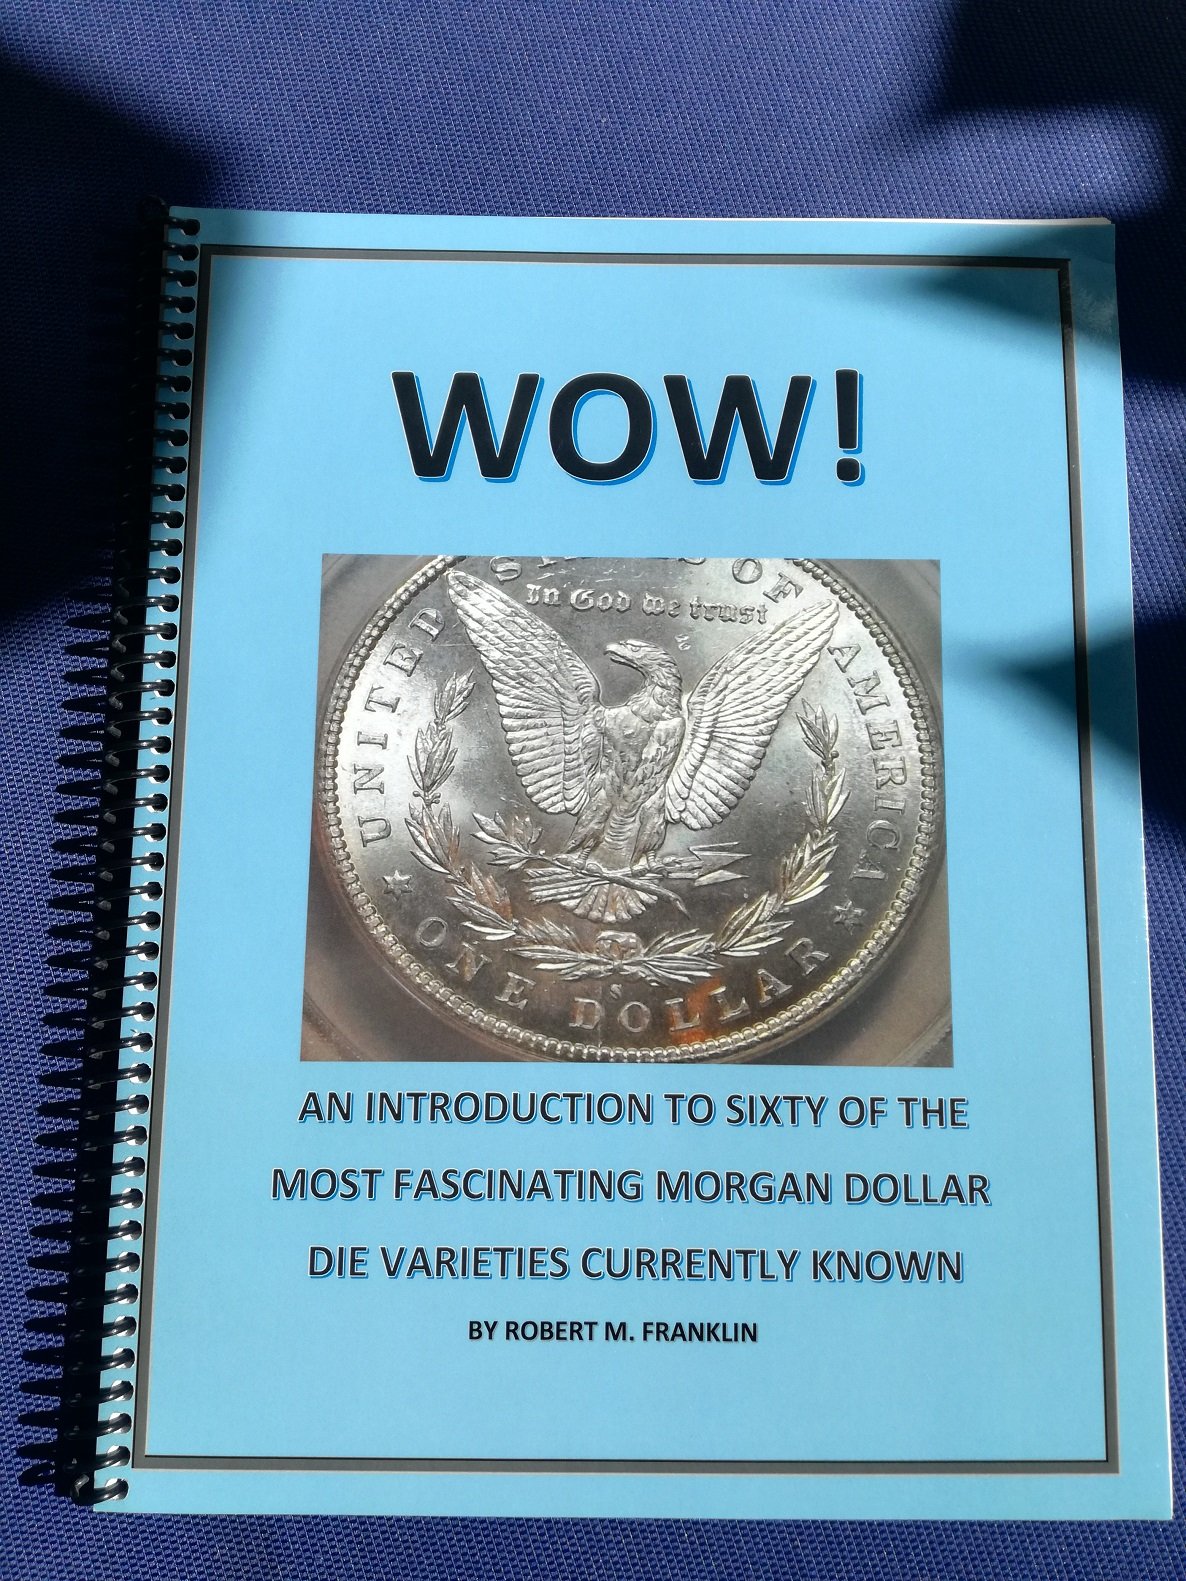 WOW!
UNITED STATES OF AMERICA
In God we trust
S
ONE DOLLAR
AN INTRODUCTION TO SIXTY OF THE
MOST FASCINATING MORGAN DOLLAR
DIE VARIETIES CURRENTLY KNOWN
BY ROBERT M. FRANKLIN